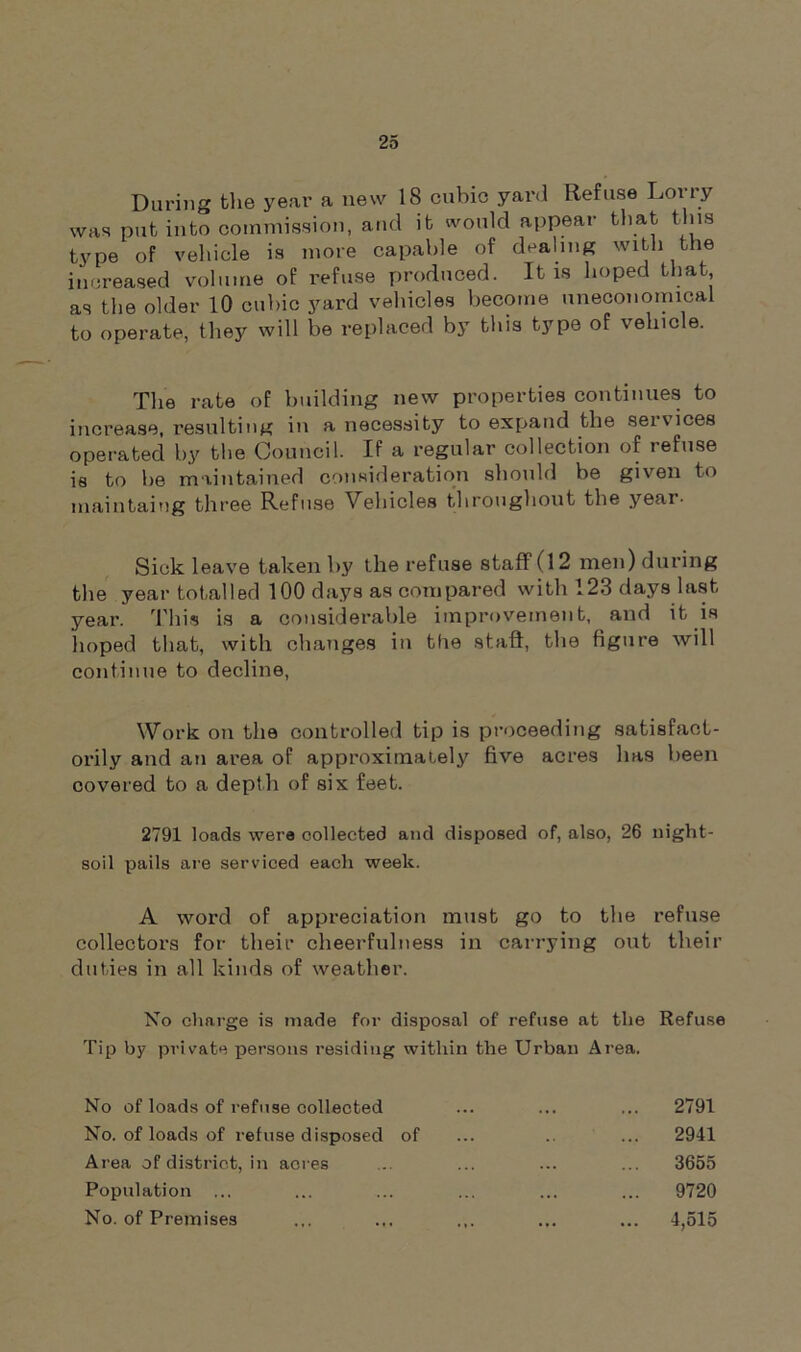 25
During the year a new 18 cubic yard Refuse Lorry
was put into commission, and it would appear that this
type of vehicle is more capable of dealing with the
increased volume of refuse produced. It is hoped that,
as the older 10 cubic yard vehicles become uneconomical
to operate, they will be replaced by this type of vehicle.
The rate of building new properties continues to
increase, resulting in a necessity to expand the services
operated by the Council. If a regular collection of refuse
is to be maintained consideration should be given to
maintaing three Refuse Vehicles throughout the year.
Sick leave taken by the refuse staff (12 men) during
the year totalled 100 days as compared with 123 days last
year. This is a considerable improvement, and it is
hoped that, with changes in the staff, the figure will
continue to decline,
Work on the controlled tip is proceeding satisfact-
orily and an area of approximately five acres has been
covered to a depth of six feet.
2791 loads were collected and disposed of, also, 26 night-
soil pails are serviced each week.
A word of appreciation must go to the refuse
collectors for their cheerfulness in carrying out their
duties in all kinds of weather.
No charge is made for disposal of refuse at the Refuse
Tip by private persons residing within the Urban Area.
No of loads of refuse collected ... ... ... 2791
No. of loads of refuse disposed of ... .. ... 2941
Area of district, in acres ... ... ... ... 3655
Population ... ... ... ... ... ... 9720
No. of Premises ... ... ... ... ... 4,515